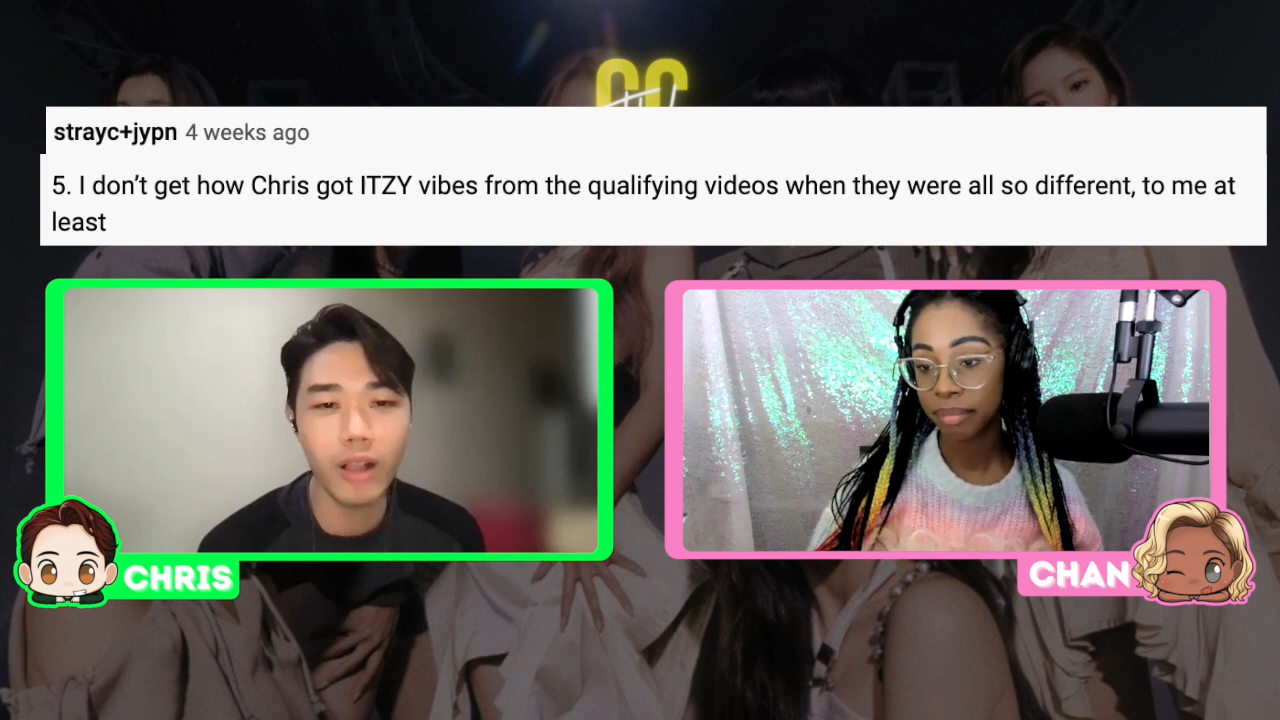 strayc+jypn 4 weeks ago
5. I don’t get how Chris got ITZY vibes from the qualifying videos when they were all so different, to me at
least
CHRIS
CHAN